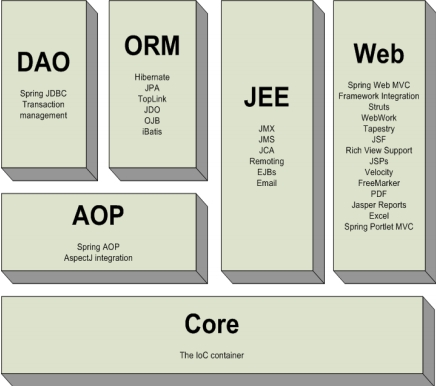 DAO
Spring JDBC
Transaction
management
ORM
Hibernate
JPA
TopLink
JDO
OJB
iBatis
JEE
JMX
JMS
JCA
Remoting
EJBs
Email
Web
Spring Web MVC
Framework Integration
Struts
WebWork
Tapestry
JSF
Rich View Support
JSPs
Velocity
FreeMarker
PDF
Jasper Reports
Excel
Spring Portlet MVC
AOP
Spring AOP
AspectJ integration
Core
The IoC container